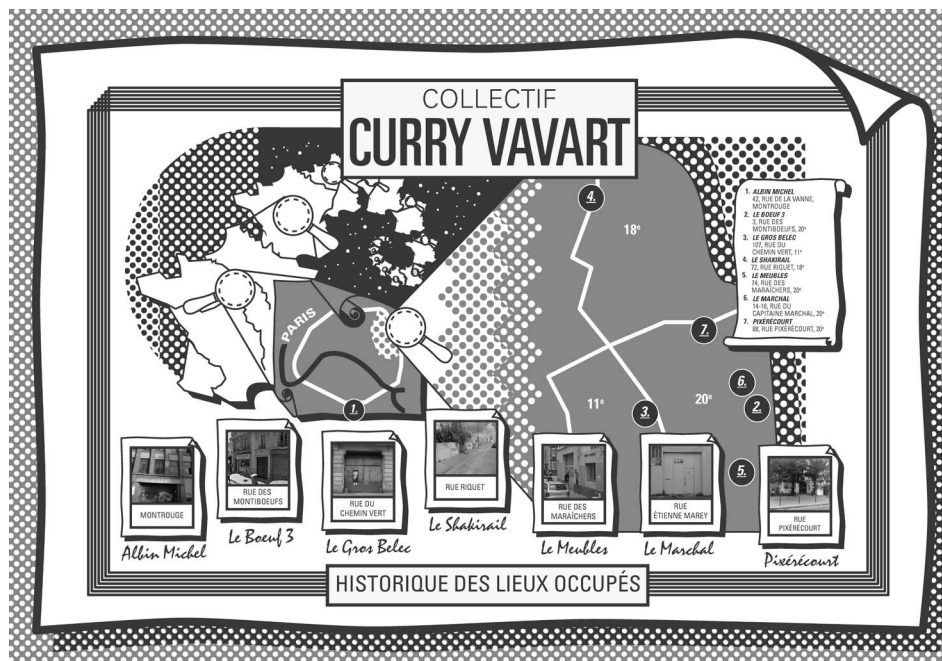 COLLECTIF
CURRY VAVART
4.
18e
1. ALBIN MICHEL
42, RUE DE LA VANNE,
MONTROUGE
2. LE BOEUF 3
3, RUE DES
MONTIBOEUFS, 20e
3. LE GROS BELEC
107, RUE DU
CHEMIN VERT, 11e
4. LE SHAKIRAIL
72, RUE RIQUET, 18e
5. LE MEUBLES
74, RUE DES
MARAÎCHERS, 20e
6. LE MARCHAL
14-16, RUE DU
CAPITAINE MARCHAL, 20e
7. PIXÉRÉCOURT
88, RUE PIXÉRÉCOURT, 20e
PARIS
7.
6.
11e
20e
2.
1.
3.
5.
MONTROUGE
Albin Michel
RUE DES
MONTIBOEUFS
Le Boeuf 3
RUE DU
CHEMIN VERT
Le Gros Belec
RUE RIQUET
Le Shakirail
RUE DES
MARAÎCHERS
Le Meubles
RUE
ÉTIENNE MAREY
Le Marchal
RUE
PIXÉRÉCOURT
Pixérécourt
HISTORIQUE DES LIEUX OCCUPÉS